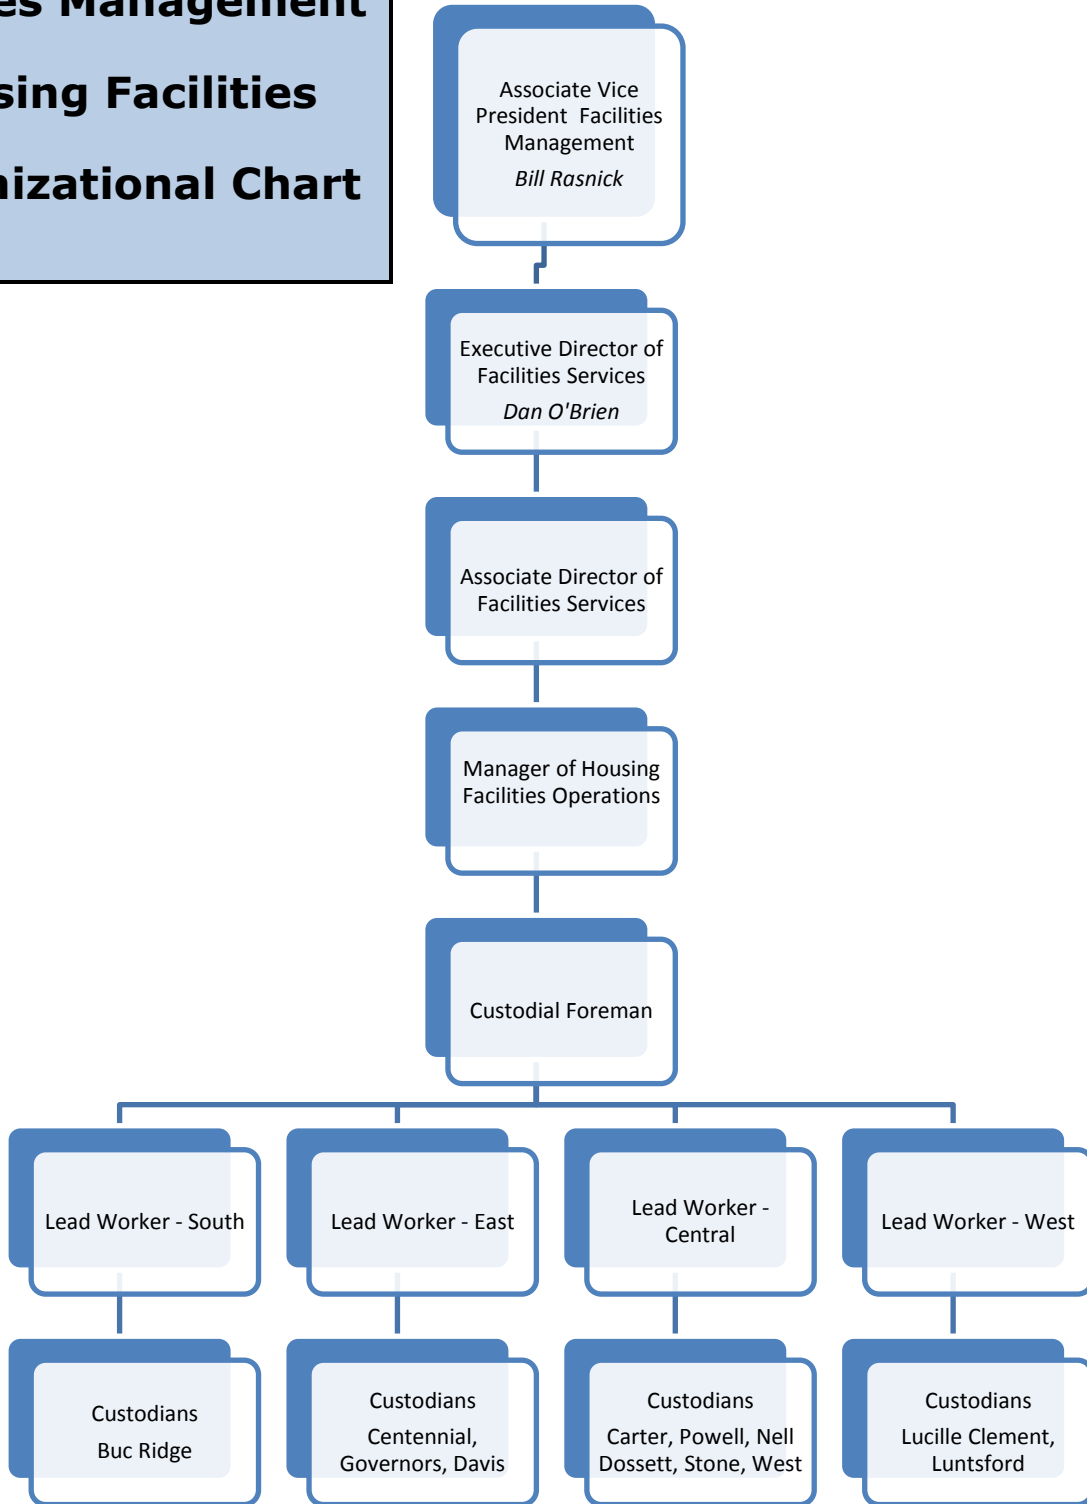 Management
Facilities
Chart
Associate Vice
President Facilities
Management
Bill Rasnick
Executive Director of
Facilities Services
Dan O'Brien
Associate Director of
Facilities Services
Manager of Housing
Facilities Operations
Custodial Foreman
Lead Worker - South
Lead Worker - East
Lead Worker -
Central
Lead Worker - West
Custodians
Buc Ridge
Custodians
Centennial,
Governors, Davis
Custodians
Carter, Powell, Nell
Dossett, Stone, West
Custodians
Lucille Clement,
Luntsford